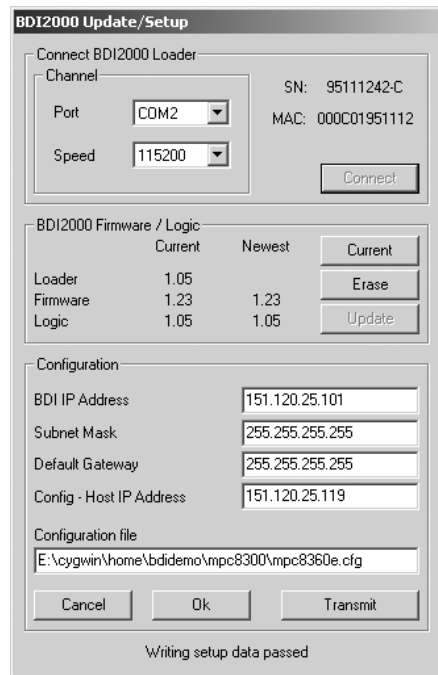 BDI2000 Update/Setup
Connect BDI2000 Loader
Channel
Port COM2
Speed 115200
SN: 95111242-C
MAC: 000C01951112
Connect
BDI2000 Firmware / Logic
Current Newest
Current
Loader 1.05
Erase
Firmware 1.23 1.23
Logic 1.05 1.05
Update
Configuration
BDI IP Address 151.120.25.101
Subnet Mask 255.255.255.255
Default Gateway 255.255.255.255
Config - Host IP Address 151.120.25.119
Configuration file
E:\cygwin\home\bdidemo\mpc8300\mpc8360e.cfg
Cancel Ok Transmit
Writing setup data passed